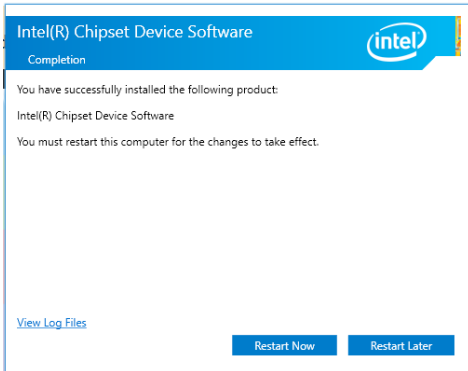 Intel(R) Chipset Device Software
intel
Completion
You have successfully installed the following product:
Intel(R) Chipset Device Software
You must restart this computer for the changes to take effect.
View Log Files
Restart Now
Restart Later